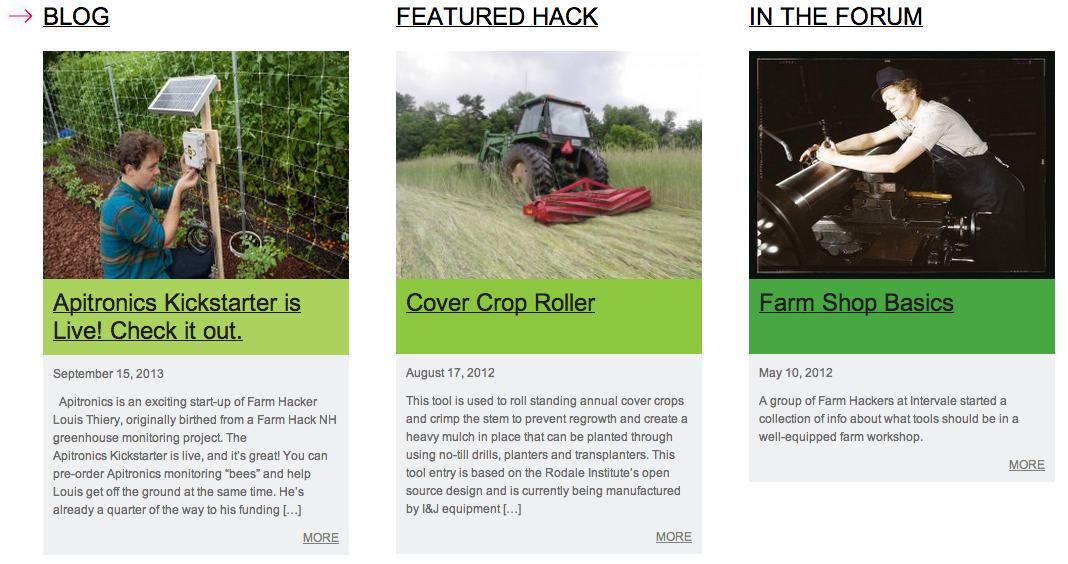 BLOG
Apitronics Kickstarter is
Live! Check it out.
September 15, 2013
Apitronics is an exciting start-up of Farm Hacker
Louis Thiery, originally birthed from a Farm Hack NH
greenhouse monitoring project. The
Apitronics Kickstarter is live, and it's great! You can
pre-order Apitronics monitoring “bees” and help
Louis get off the ground at the same time. He's
already a quarter of the way to his funding […]
MORE
FEATURED HACK
Cover Crop Roller
August 17, 2012
This tool is used to roll standing annual cover crops
and crimp the stem to prevent regrowth and create a
heavy mulch in place that can be planted through
using no-till drills, planters and transplanters. This
tool entry is based on the Rodale Institute's open
source design and is currently being manufactured
by I&J equipment […]
MORE
IN THE FORUM
Farm Shop Basics
May 10, 2012
A group of Farm Hackers at Intervale started a
collection of info about what tools should be in a
well-equipped farm workshop.
MORE